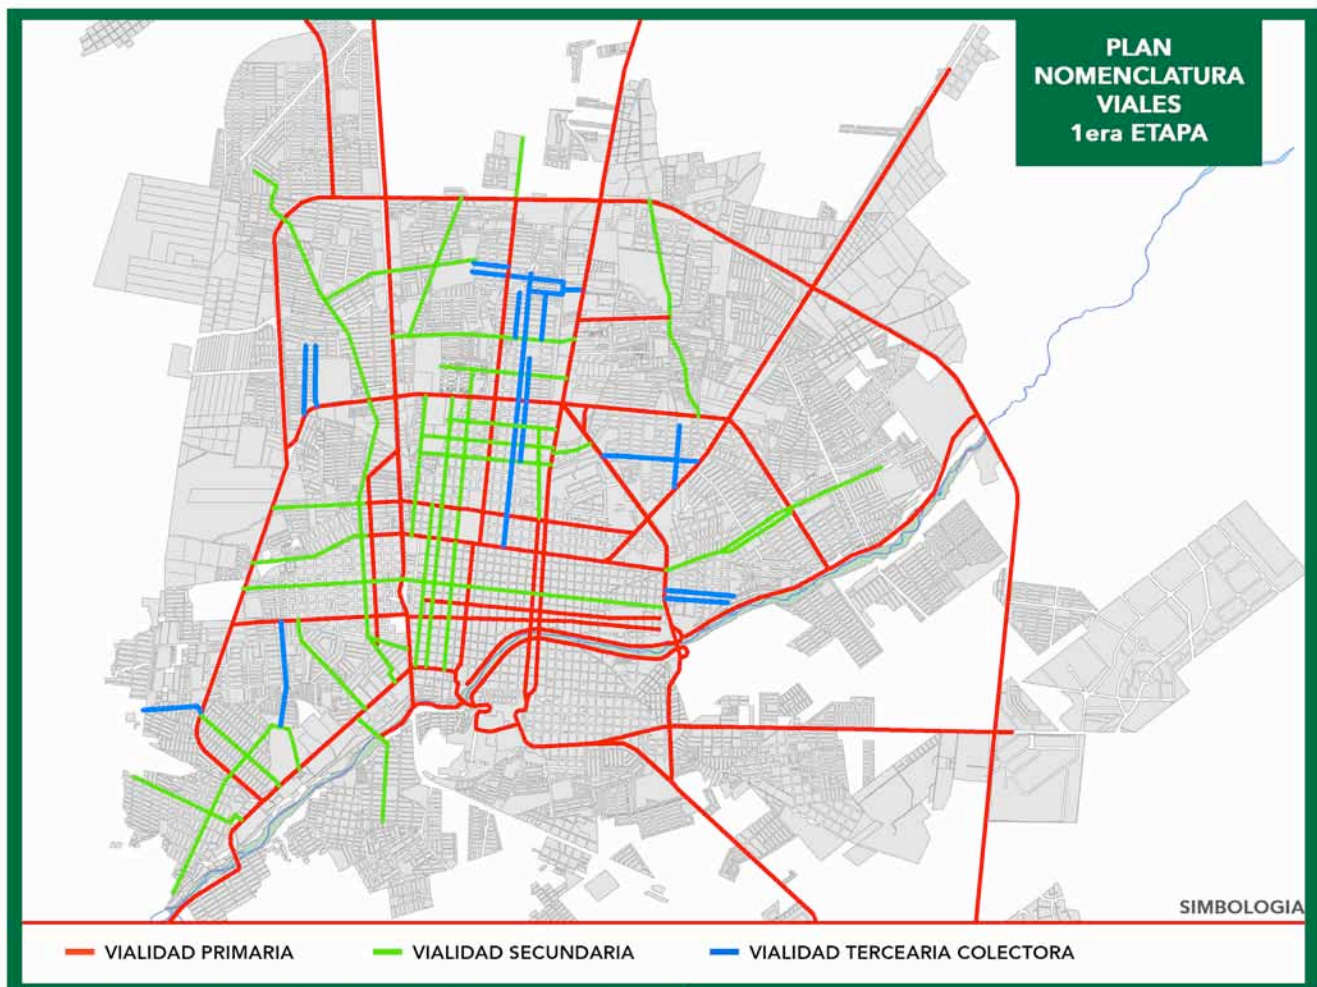 PLAN
NOMENCLATURA
VIALES
1era ETAPA
SIMBOLOGIA
VIALIDAD PRIMARIA
VIALIDAD SECUNDARIA
VIALIDAD TERCEARIA COLECTORA